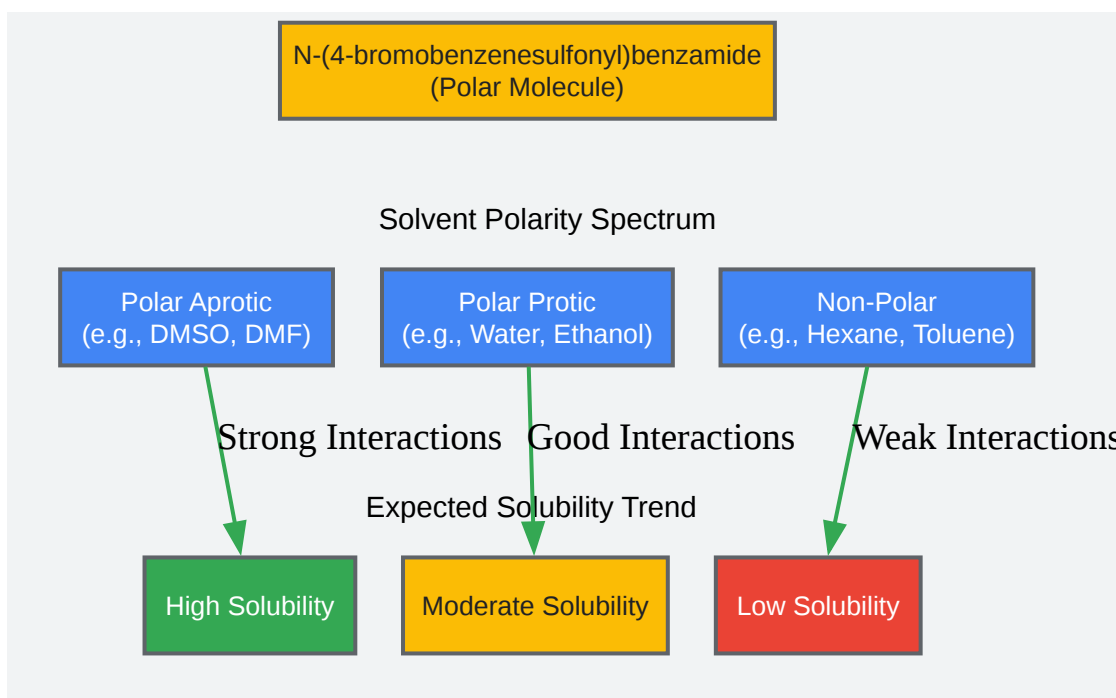 N-(4-bromobenzenesulfonyl)benzamide
(Polar Molecule)
Solvent Polarity Spectrum
Polar Aprotic
(e.g., DMSO, DMF)
Polar Protic
(e.g., Water, Ethanol)
Non-Polar
(e.g., Hexane, Toluene)
Strong Interactions
Good Interactions
Weak Interactions
Expected Solubility Trend
High Solubility
Moderate Solubility
Low Solubility